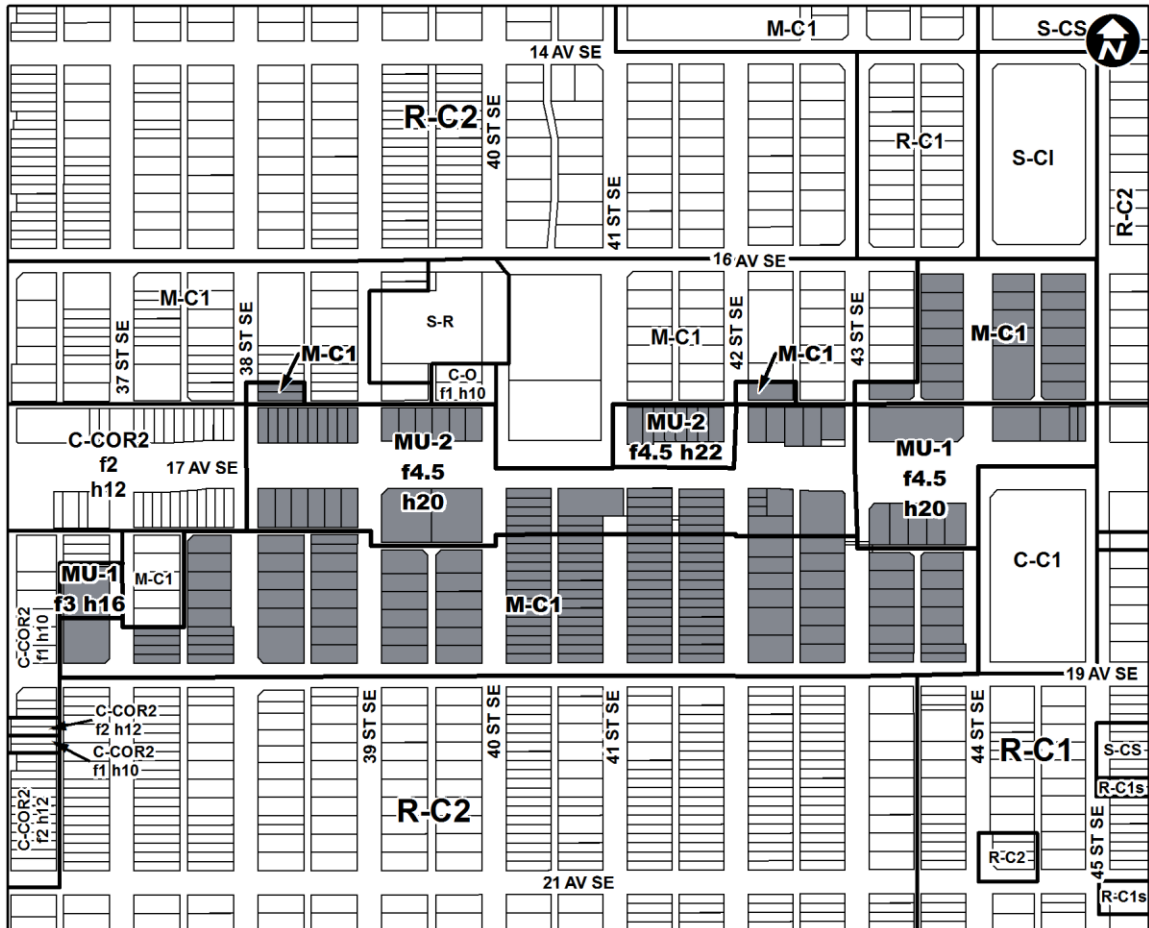 M-C1
S-CS
N
14 AV SE
R-C2
40 ST SE
R-C1
S-CI
41 ST SE
R-C2
16 AV SE
M-C1
37 ST SE
38 ST SE
M-C1
S-R
C-O
f1 h10
M-C1
42 ST SE
M-C1
43 ST SE
M-C1
C-COR2
f2
h12
17 AV SE
MU-2
f4.5
h20
MU-2
f4.5 h22
MU-1
f4.5
h20
MU-1
f3 h16
M-C1
M-C1
C-C1
C-COR2
f1 h10
19 AV SE
C-COR2
f2 h12
C-COR2
f1 h10
39 ST SE
40 ST SE
41 ST SE
44 ST SE
R-C1
S-CS
R-C1s
C-COR2
f2 h12
R-C2
R-C2
45 ST SE
21 AV SE
R-C1s